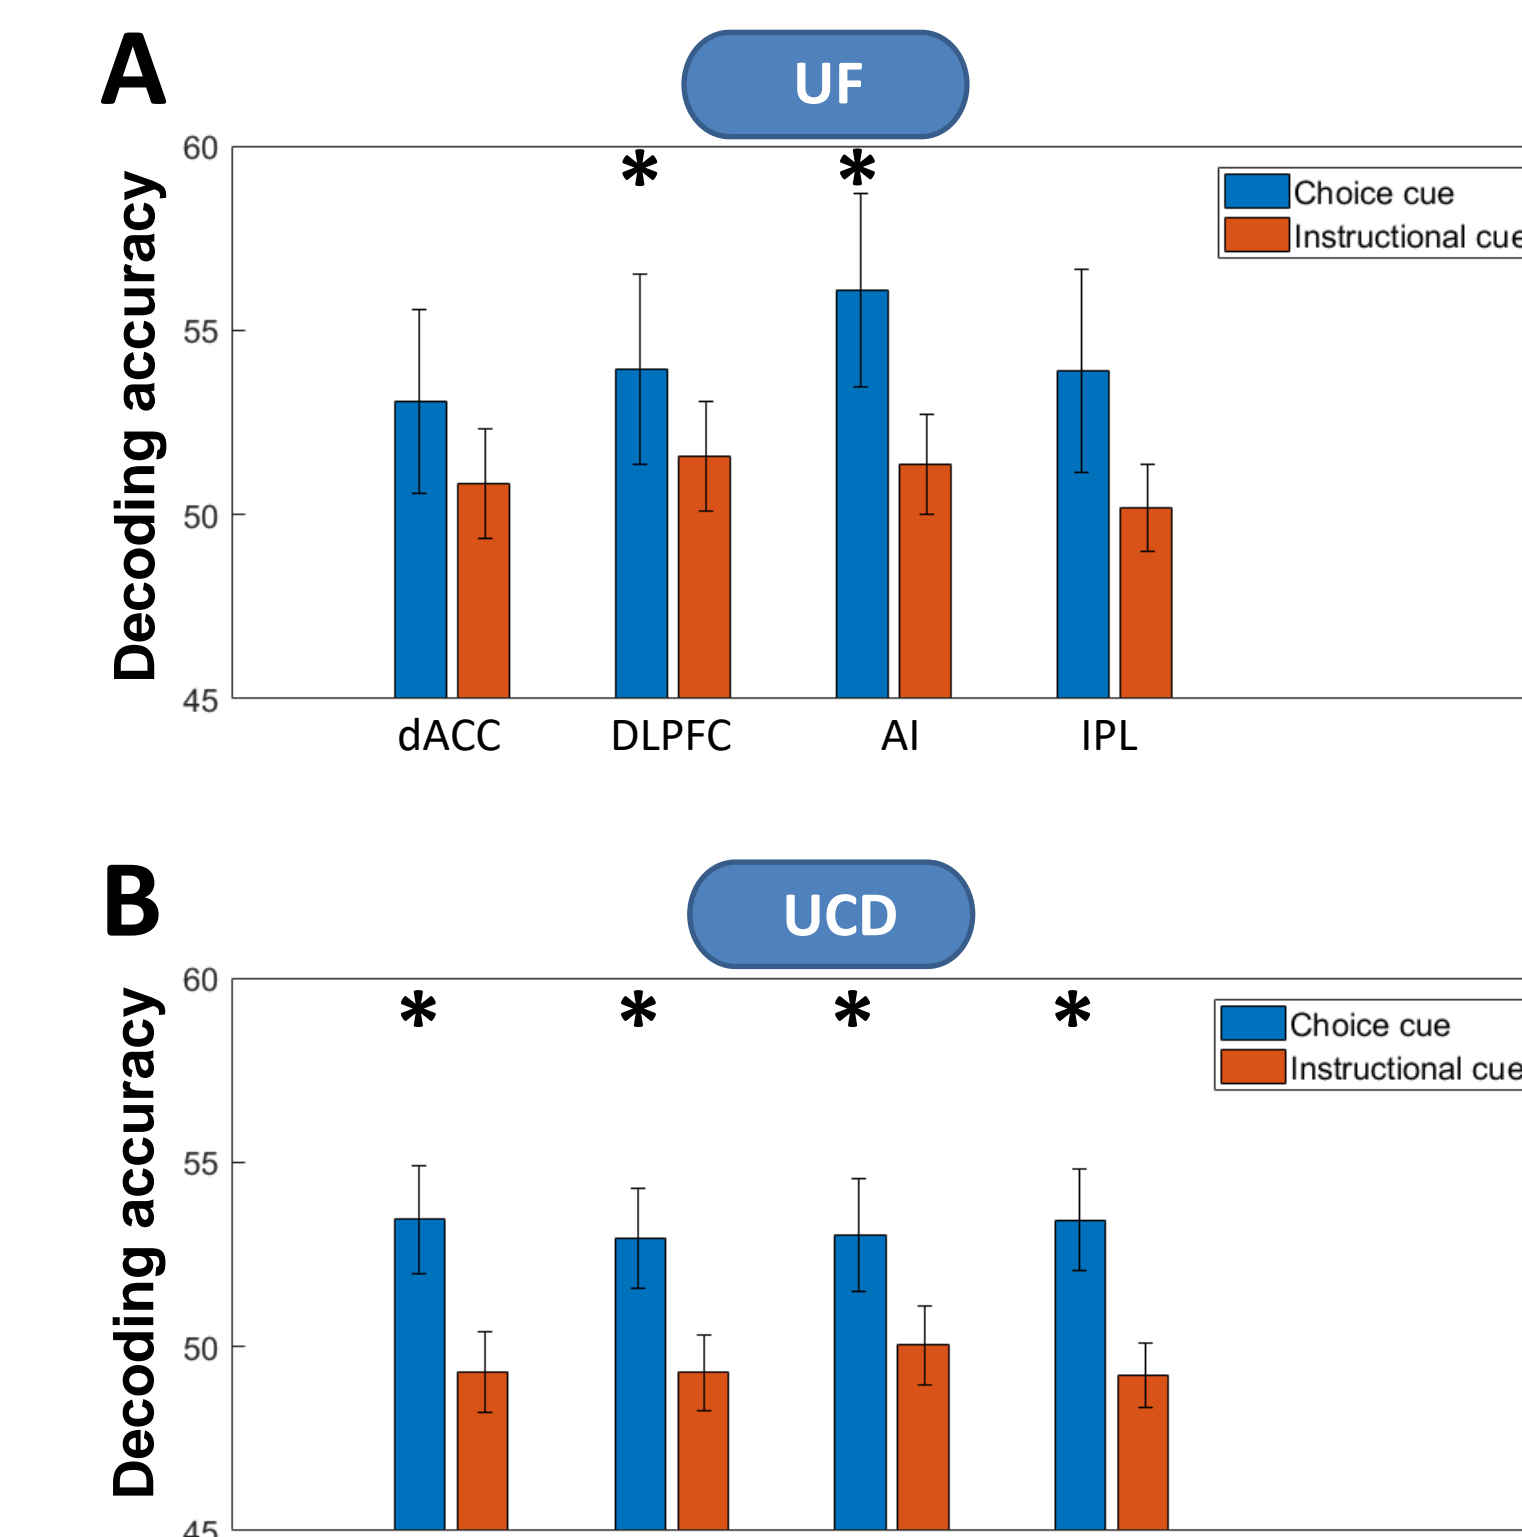 A
UF
60
*
*
Choice cue
Instructional cue
55
50
45
Decoding accuracy
dACC
DLPFC
AI
IPL
B
UCD
60
*
*
*
*
Choice cue
Instructional cue
55
50
45
Decoding accuracy